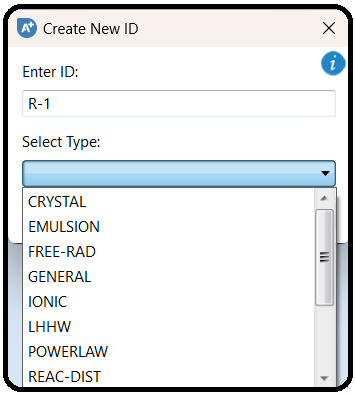 Create New ID
Enter ID:
R-1
Select Type:
CRYSTAL
EMULSION
FREE-RAD
GENERAL
IONIC
LHHW
POWERLAW
REAC-DIST